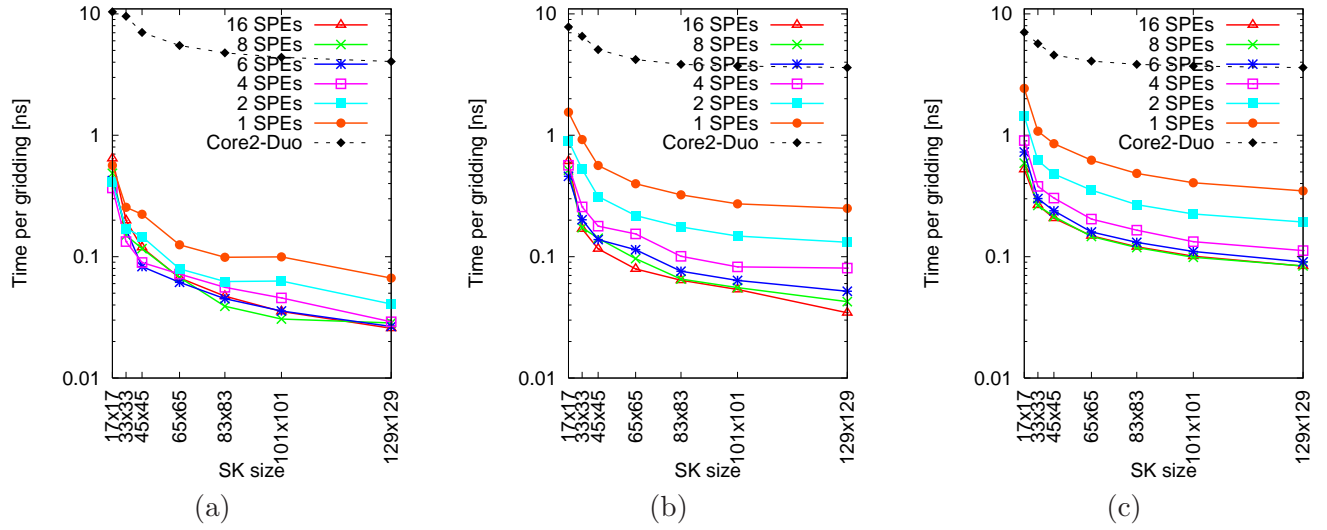 10
1
0.1
0.01
Time per gridding [ns]
16 SPEs
8 SPEs
6 SPEs
4 SPEs
2 SPEs
1 SPEs
Core2-Duo
17x17
33x33
45x45
65x65
83x83
101x101
129x129
SK size
(a)
10
1
0.1
0.01
Time per gridding [ns]
16 SPEs
8 SPEs
6 SPEs
4 SPEs
2 SPEs
1 SPEs
Core2-Duo
17x17
33x33
45x45
65x65
83x83
101x101
129x129
SK size
(b)
10
1
0.1
0.01
Time per gridding [ns]
16 SPEs
8 SPEs
6 SPEs
4 SPEs
2 SPEs
1 SPEs
Core2-Duo
17x17
33x33
45x45
65x65
83x83
101x101
129x129
SK size
(c)